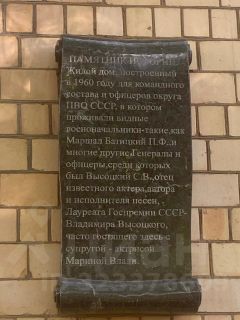 ПАМЯТНИК ИСТОРИИ.
Жилой дом, построенный
в 1960 году для командного
состава и офицеров округа
ПВО СССР, в котором
проживали видные
военоначальники-такие,как
Маршал Батицкий П.Ф.,и
многие другие Генералы и
офицеры,среди которых
был Высоцкий С.В.,отец
известного актера,автора
и исполнителя песен,
Лауреата Госпремии СССР-
Владимира Высоцкого,
часто гостящего здесь с
супругой - актрисой
Мариной Влади.